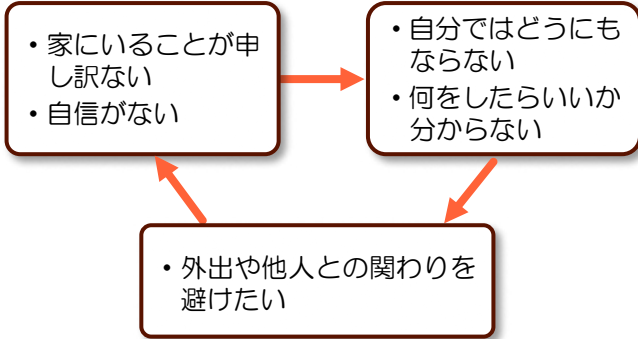 ・家にいることが申
し訳ない
・自信がない
・自分ではどうにも
ならない
・何をしたらいいか
分からない
・外出や他人との関わりを
避けたい